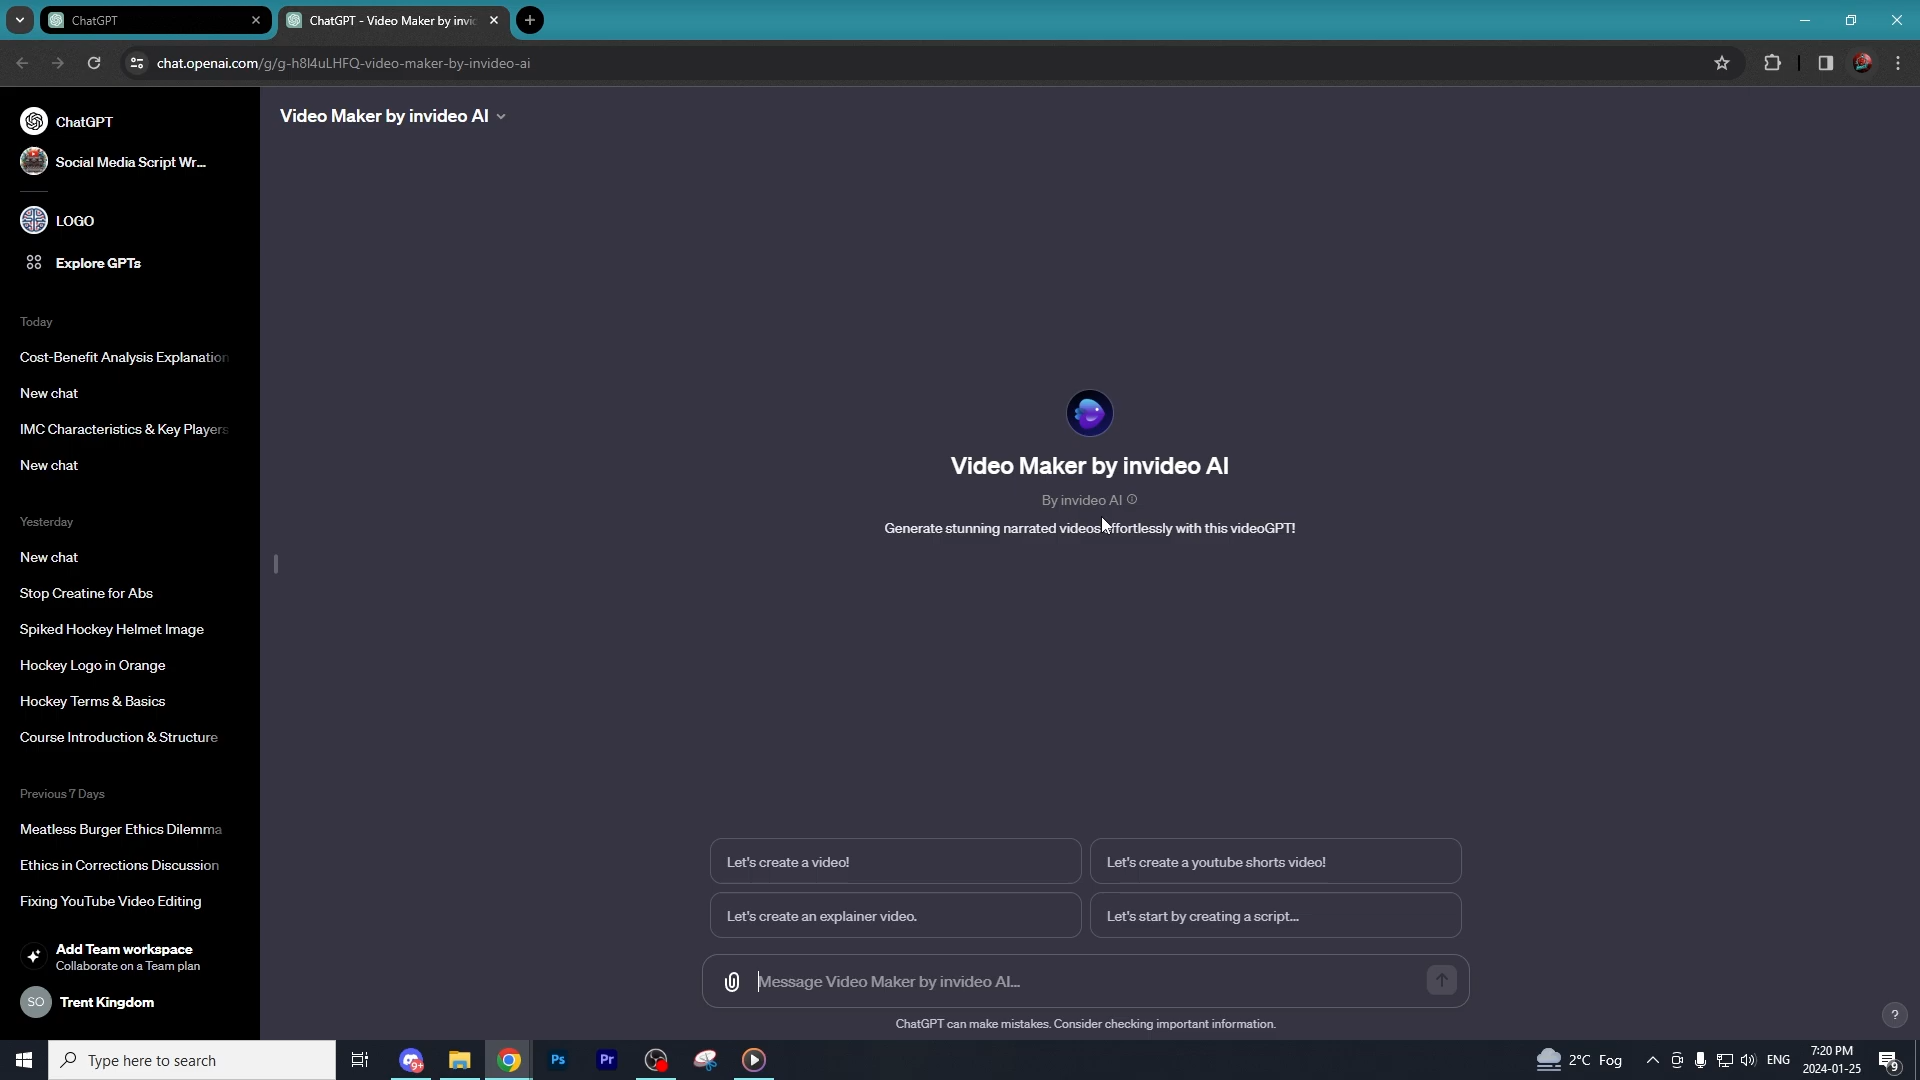 ChatGPT
ChatGPT - Video Maker by invic
chat.openai.com/g/g-h8I4uLHFQ-video-maker-by-invideo-ai
ChatGPT
Social Media Script Wr...
LOGO
Explore GPTs
Today
Cost-Benefit Analysis Explanation
New chat
IMC Characteristics & Key Players
New chat
Yesterday
New chat
Stop Creatine for Abs
Spiked Hockey Helmet Image
Hockey Logo in Orange
Hockey Terms & Basics
Course Introduction & Structure
Previous 7 Days
Meatless Burger Ethics Dilemma
Ethics in Corrections Discussion
Fixing YouTube Video Editing
Add Team workspace
Collaborate on a Team plan
SO Trent Kingdom
Video Maker by invideo AI
Video Maker by invideo AI
By invideo AI
Generate stunning narrated videos effortlessly with this videoGPT!
Let's create a video!
Let's create a youtube shorts video!
Let's create an explainer video.
Let's start by creating a script...
Message Video Maker by invideo AI...
ChatGPT can make mistakes. Consider checking important information.
?
Type here to search
9+
Ps
Pr
2°C Fog
ENG
7:20 PM
2024-01-25
9